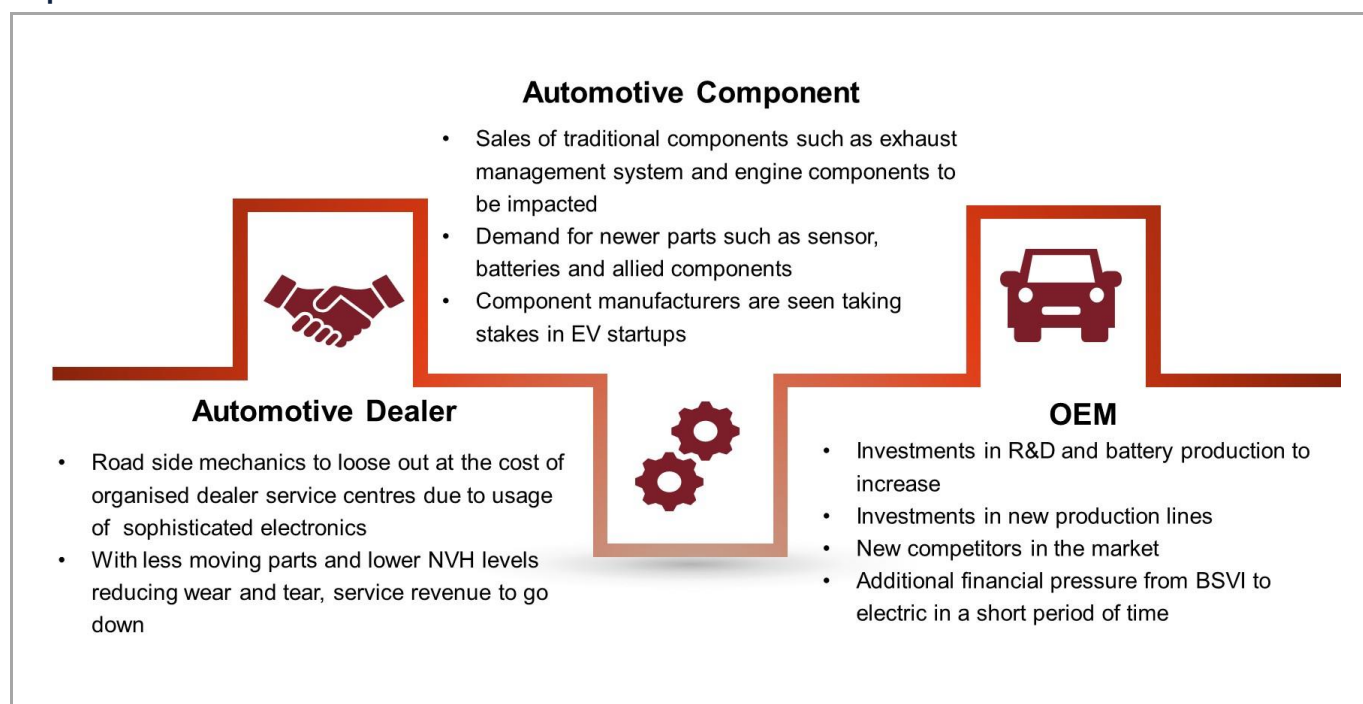 Automotive Component
• Sales of traditional components such as exhaust
management system and engine components to
be impacted
• Demand for newer parts such as sensor,
batteries and allied components
• Component manufacturers are seen taking
stakes in EV startups
Automotive Dealer
• Road side mechanics to loose out at the cost of
organised dealer service centres due to usage
of sophisticated electronics
• With less moving parts and lower NVH levels
reducing wear and tear, service revenue to go
down
OEM
• Investments in R&D and battery production to
increase
• Investments in new production lines
• New competitors in the market
• Additional financial pressure from BSVI to
electric in a short period of time